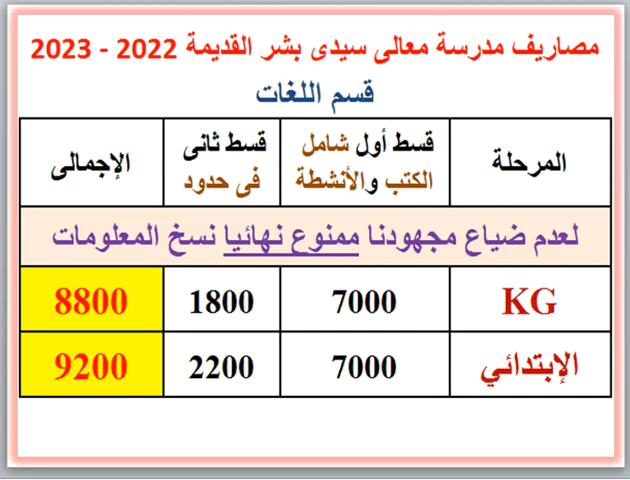 مصاريف مدرسة معالى سيدى بشر القديمة 2022 - 2023
قسم اللغات
المرحلة قسط أول شامل الكتب والأنشطة قسط ثانى فى حدود الإجمالى
لعدم ضياع مجهودنا ممنوع نهائيا نسخ المعلومات
KG 7000 1800 8800
الإبتدائي 7000 2200 9200